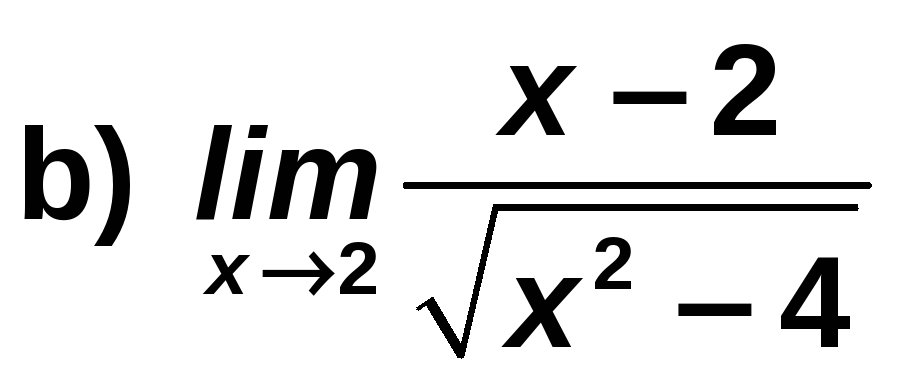 b) lim x→2 (x − 2) / √(x² − 4)